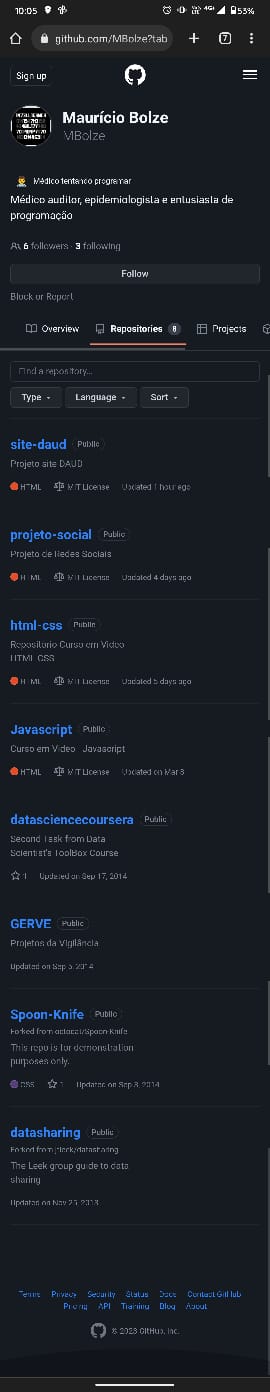 10:05 53%
github.com/MBolze?tab 7
Sign up
Maurício Bolze
MBolze
Médico tentando programar
Médico auditor, epidemiologista e entusiasta de
programação
6 followers · 3 following
Follow
Block or Report
Overview Repositories 8 Projects
Find a repository...
Type Language Sort
site-daud Public
Projeto site DAUD
HTML MIT License Updated 1 hour ago
projeto-social Public
Projeto de Redes Sociais
HTML MIT License Updated 4 days ago
html-css Public
Repositorio Curso em Video
HTML CSS
HTML MIT License Updated 5 days ago
Javascript Public
Curso em Video Javascript
HTML MIT License Updated on Mar 8
datasciencecoursera Public
Second Task from Data
Scientist's ToolBox Course
1 Updated on Sep 17, 2014
GERVE Public
Projetos da Vigilância
Updated on Sep 5, 2014
Spoon-Knife Public
Forked from octocat/Spoon-Knife
This repo is for demonstration
purposes only.
CSS 1 Updated on Sep 3, 2014
datasharing Public
Forked from jtleek/datasharing
The Leek group guide to data
sharing
Updated on Nov 25, 2013
Terms Privacy Security Status Docs Contact GitHub
Pricing API Training Blog About
© 2023 GitHub, Inc.